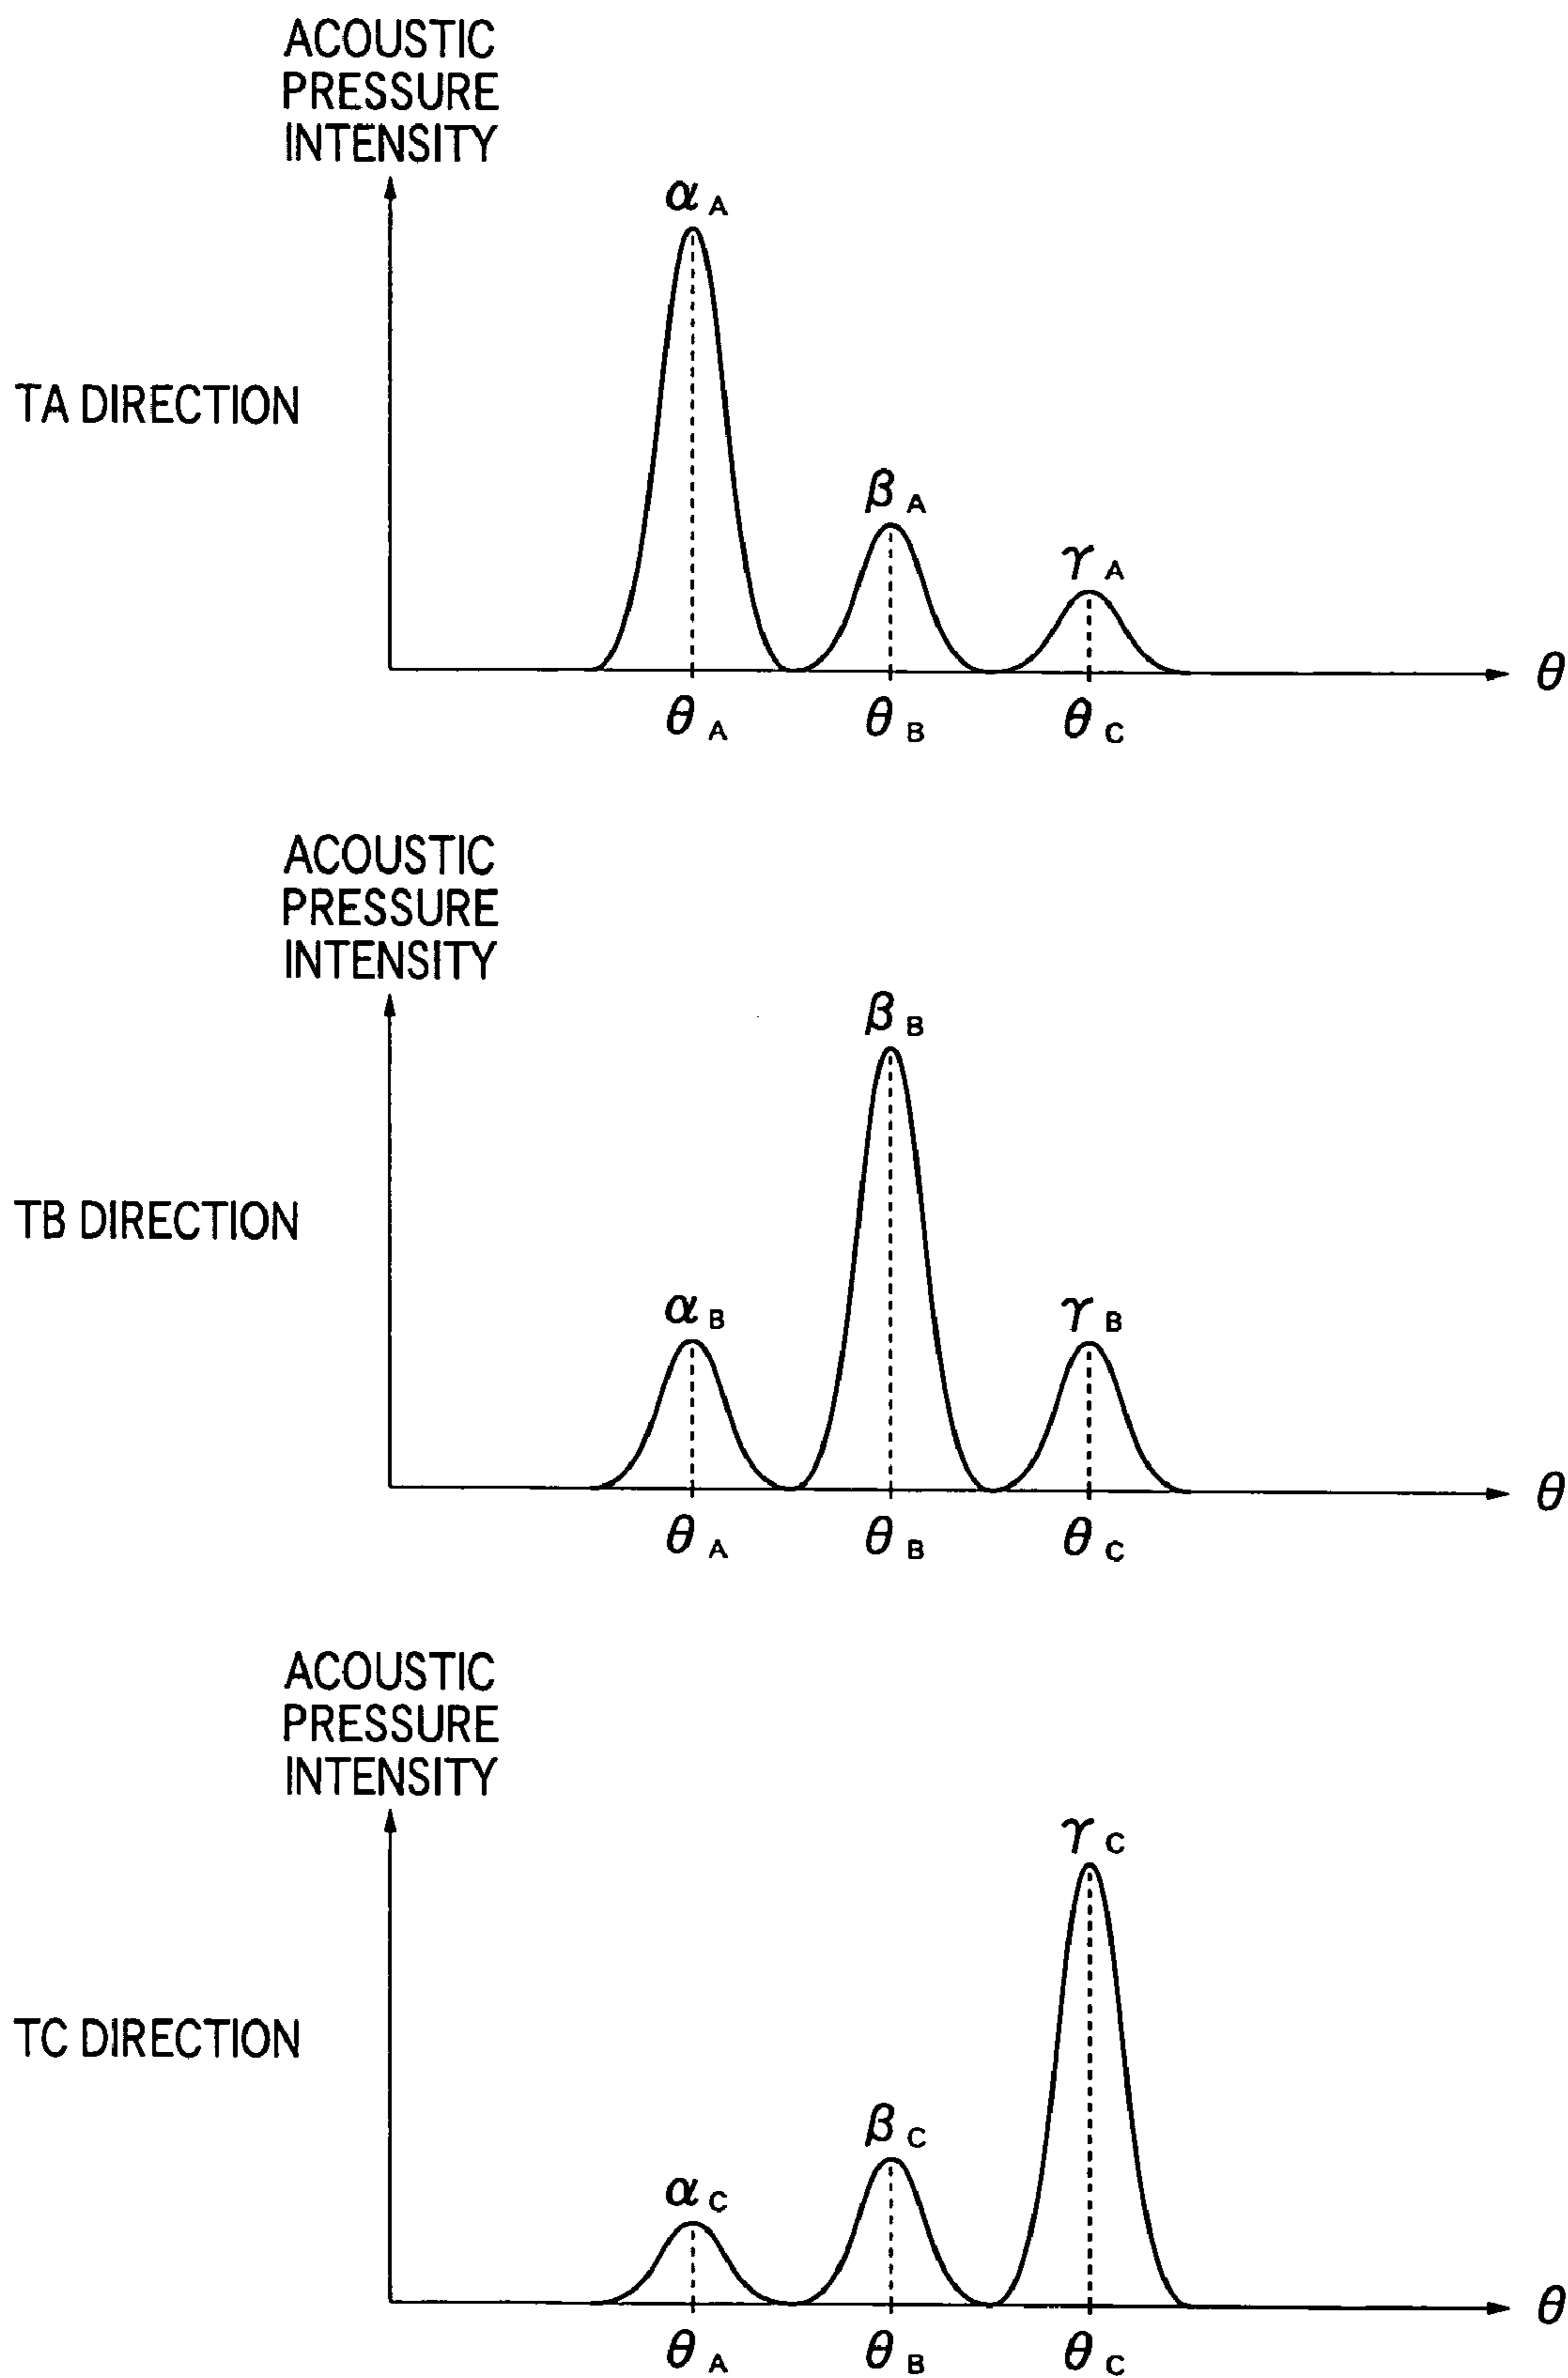 ACOUSTIC
PRESSURE
INTENSITY
α A
TA DIRECTION
β A
γ A
θ
θ A
θ B
θ C
ACOUSTIC
PRESSURE
INTENSITY
β B
TB DIRECTION
α B
γ B
θ
θ A
θ B
θ C
ACOUSTIC
PRESSURE
INTENSITY
γ C
TC DIRECTION
β C
α C
θ
θ A
θ B
θ C